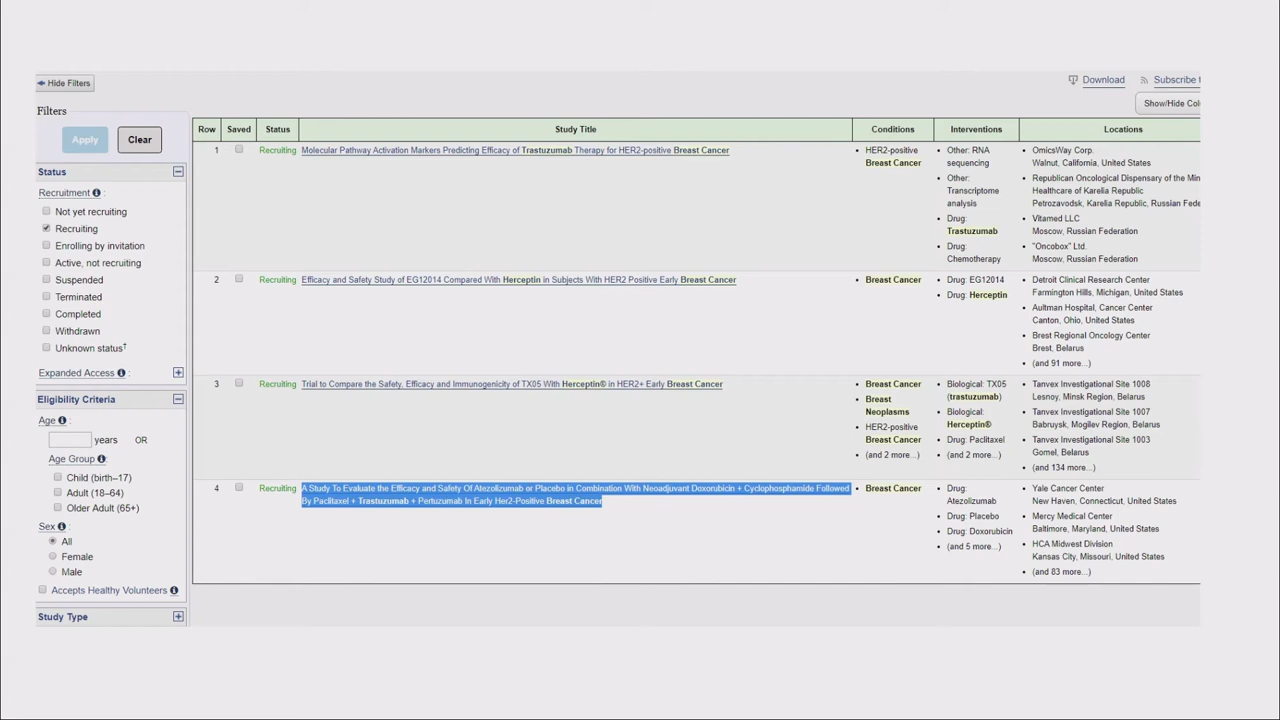 Hide Filters
Download
Subscribe t
Show/Hide Colu
Filters
Apply
Clear
Status
Recruitment :
Not yet recruiting
Recruiting
Enrolling by invitation
Active, not recruiting
Suspended
Terminated
Completed
Withdrawn
Unknown status†
Expanded Access :
Eligibility Criteria
Age :
years OR
Age Group :
Child (birth–17)
Adult (18–64)
Older Adult (65+)
Sex :
All
Female
Male
Accepts Healthy Volunteers
Study Type
Row Saved Status Study Title Conditions Interventions Locations
1 Recruiting Molecular Pathway Activation Markers Predicting Efficacy of Trastuzumab Therapy for HER2-positive Breast Cancer
HER2-positive
Breast Cancer
Other: RNA
sequencing
Other:
Transcriptome
analysis
Drug:
Trastuzumab
Drug:
Chemotherapy
OmicsWay Corp.
Walnut, California, United States
Republican Oncological Dispensary of the Min
Healthcare of Karelia Republic
Petrozavodsk, Karelia Republic, Russian Fede
Vitamed LLC
Moscow, Russian Federation
"Oncobox" Ltd.
Moscow, Russian Federation
2 Recruiting Efficacy and Safety Study of EG12014 Compared With Herceptin in Subjects With HER2 Positive Early Breast Cancer
Breast Cancer
Drug: EG12014
Drug: Herceptin
Detroit Clinical Research Center
Farmington Hills, Michigan, United States
Aultman Hospital, Cancer Center
Canton, Ohio, United States
Brest Regional Oncology Center
Brest, Belarus
(and 91 more...)
3 Recruiting Trial to Compare the Safety, Efficacy and Immunogenicity of TX05 With Herceptin® in HER2+ Early Breast Cancer
Breast Cancer
Breast
Neoplasms
HER2-positive
Breast Cancer
(and 2 more...)
Biological: TX05
(trastuzumab)
Biological:
Herceptin®
Drug: Paclitaxel
(and 2 more...)
Tanvex Investigational Site 1008
Lesnoy, Minsk Region, Belarus
Tanvex Investigational Site 1007
Babruysk, Mogilev Region, Belarus
Tanvex Investigational Site 1003
Gomel, Belarus
(and 134 more...)
4 Recruiting A Study To Evaluate the Efficacy and Safety Of Atezolizumab or Placebo in Combination With Neoadjuvant Doxorubicin + Cyclophosphamide Followed
By Paclitaxel + Trastuzumab + Pertuzumab In Early Her2-Positive Breast Cancer
Breast Cancer
Drug:
Atezolizumab
Drug: Placebo
Drug: Doxorubicin
(and 5 more...)
Yale Cancer Center
New Haven, Connecticut, United States
Mercy Medical Center
Baltimore, Maryland, United States
HCA Midwest Division
Kansas City, Missouri, United States
(and 83 more...)